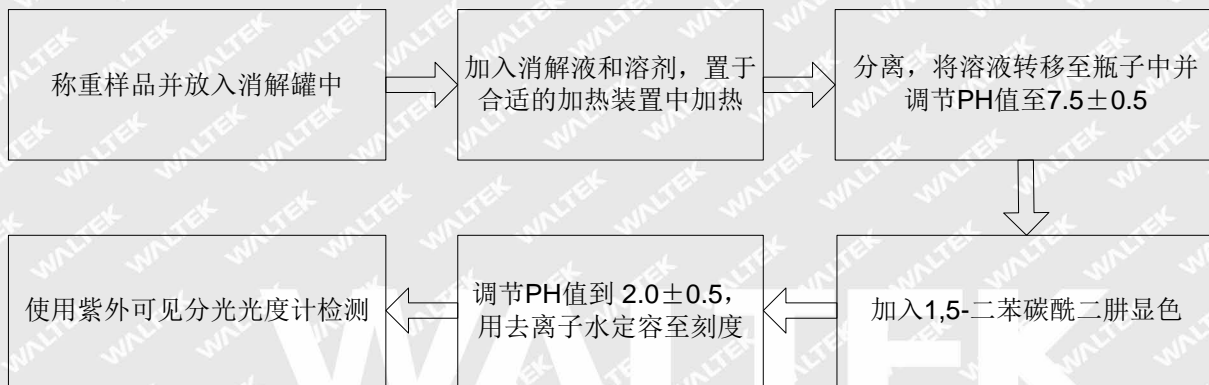 称重样品并放入消解罐中
加入消解液和溶剂，置于
合适的加热装置中加热
分离，将溶液转移至瓶子中并
调节PH值至7.5±0.5
加入1,5-二苯碳酰二肼显色
调节PH值到 2.0±0.5，
用去离子水定容至刻度
使用紫外可见分光光度计检测
WALTEK